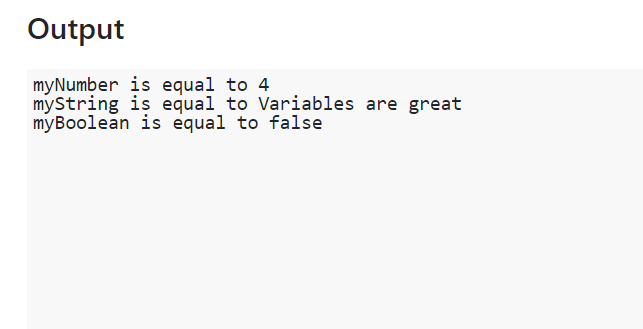 Output
myNumber is equal to 4
myString is equal to Variables are great
myBoolean is equal to false